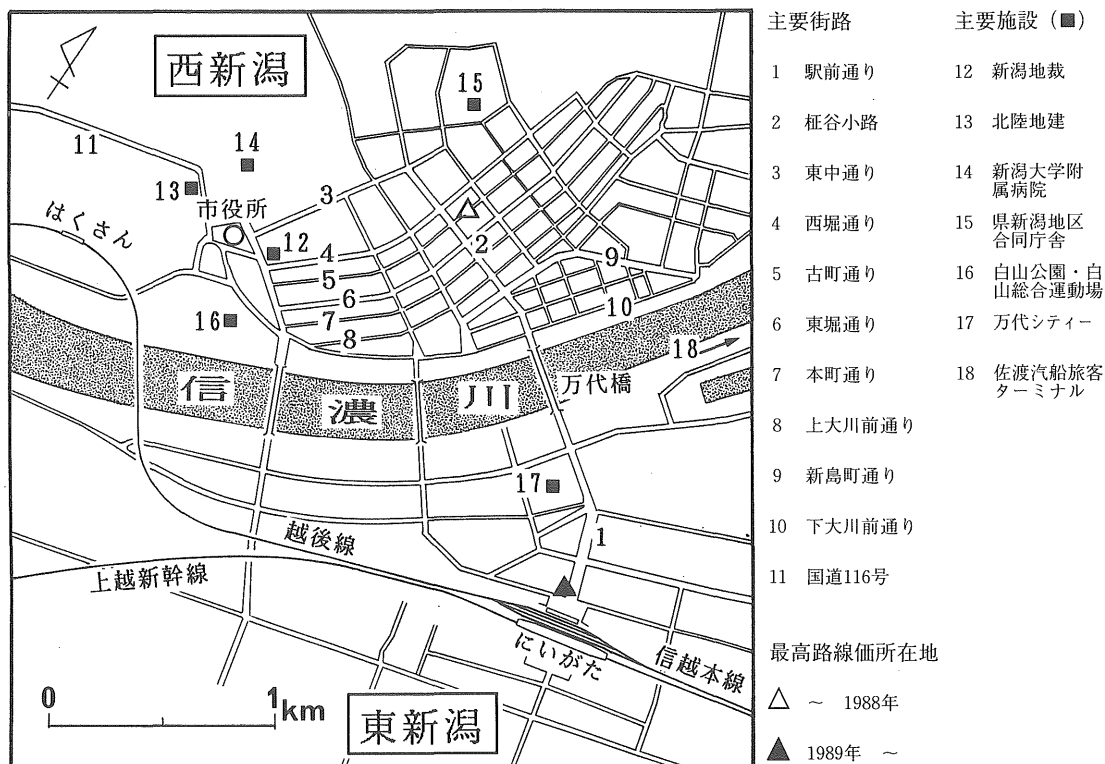 西新潟
15
11
14
3
13
市役所
はくさん
12
2
4
9
5
6
10
7
16
8
18
信濃川
万代橋
17
越後線
1
上越新幹線
にいがた
信越本線
0 1km
東新潟
主要街路
1 駅前通り
2 柾谷小路
3 東中通り
4 西堀通り
5 古町通り
6 東堀通り
7 本町通り
8 上大川前通り
9 新島町通り
10 下大川前通り
11 国道116号
主要施設(■)
12 新潟地裁
13 北陸地建
14 新潟大学附
属病院
15 県新潟地区
合同庁舎
16 白山公園・白
山総合運動場
17 万代シティー
18 佐渡汽船旅客
ターミナル
最高路線価所在地
△ ~ 1988年
▲ 1989年 ~